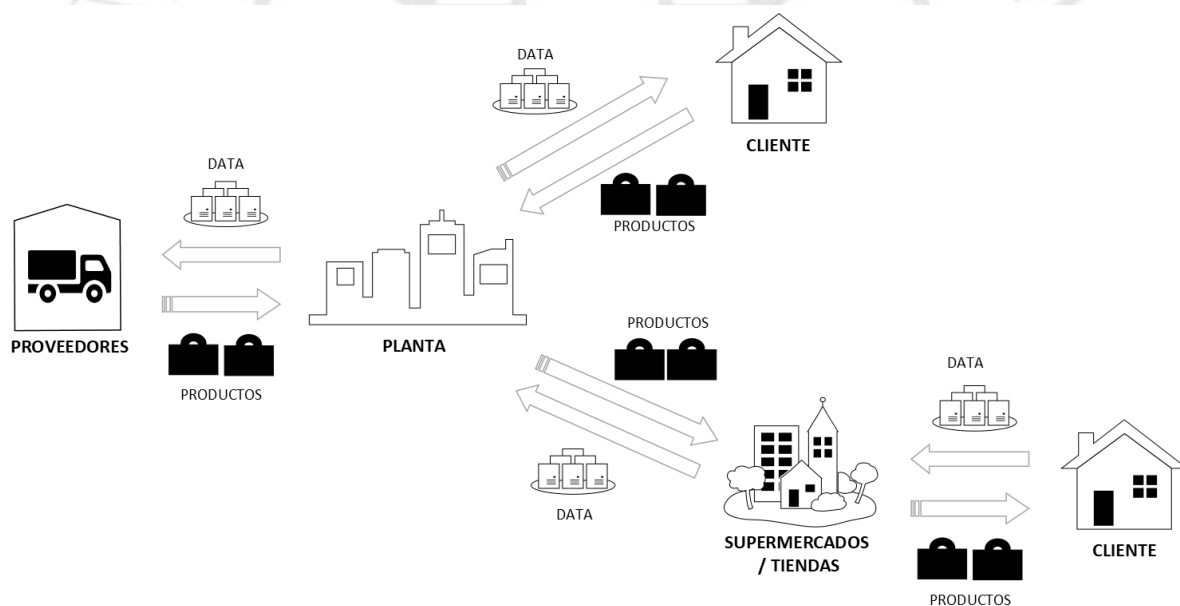 DATA
CLIENTE
PRODUCTOS
DATA
PROVEEDORES
PRODUCTOS
PLANTA
PRODUCTOS
DATA
SUPERMERCADOS
/ TIENDAS
DATA
CLIENTE
PRODUCTOS